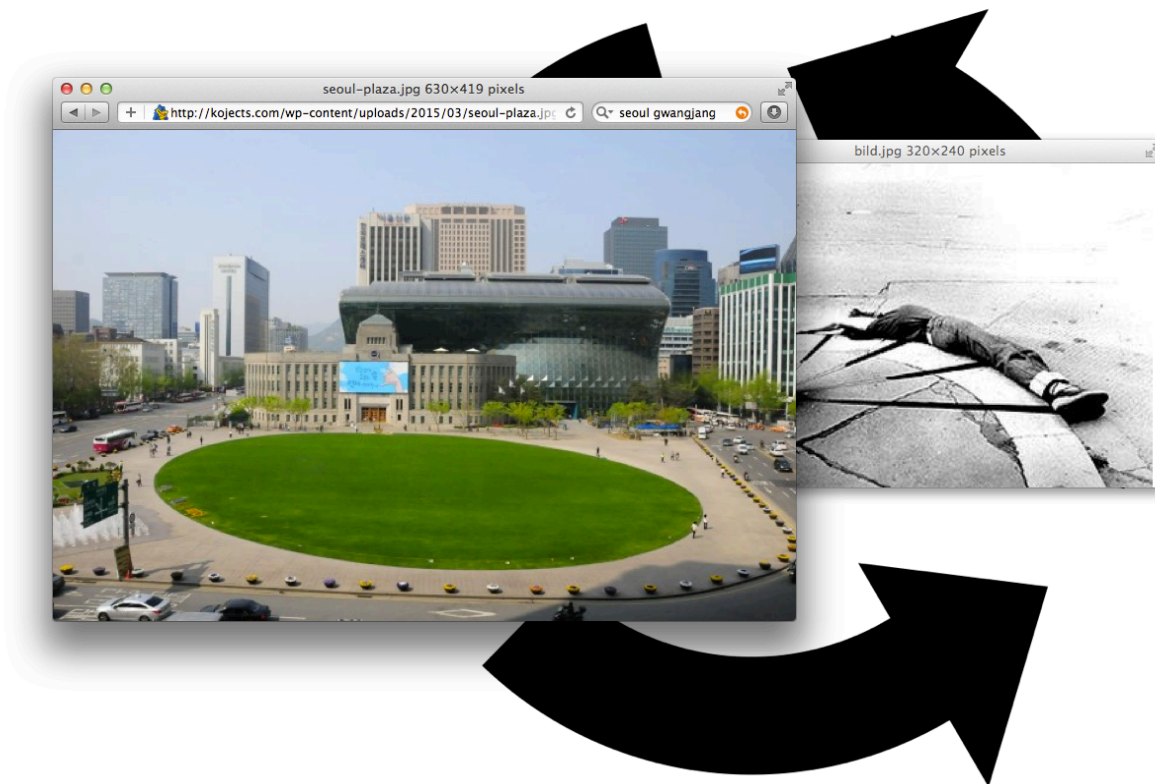 seoul-plaza.jpg 630×419 pixels
http://kojects.com/wp-content/uploads/2015/03/seoul-plaza.jpg
seoul gwangjang
bild.jpg 320×240 pixels